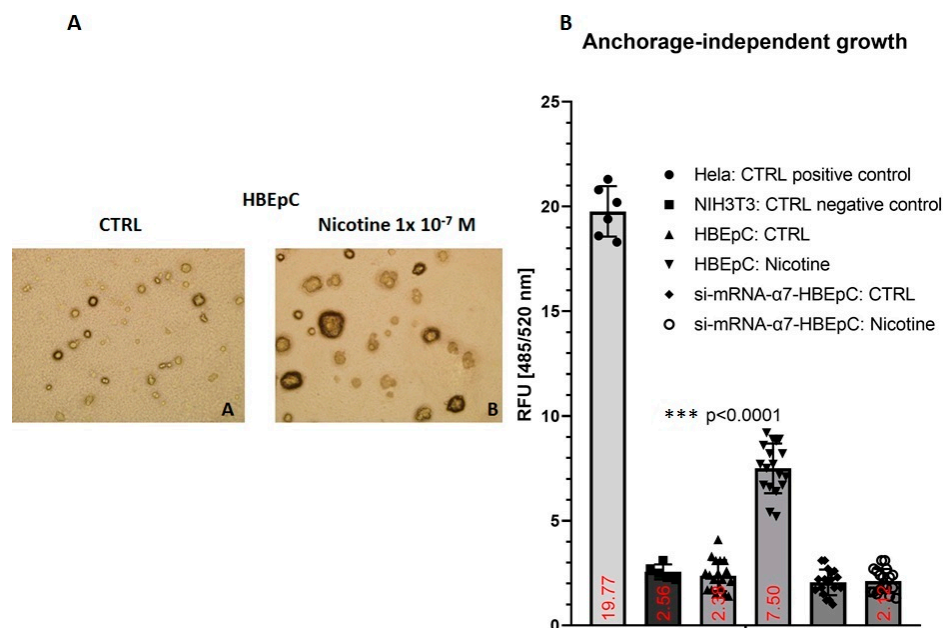 A
HBEpC
CTRL
Nicotine 1x 10⁻⁷ M
A
B
B
Anchorage-independent growth
RFU [485/520 nm]
25
20
15
10
5
0
Hela: CTRL positive control
NIH3T3: CTRL negative control
HBEpC: CTRL
HBEpC: Nicotine
si-mRNA-α7-HBEpC: CTRL
si-mRNA-α7-HBEpC: Nicotine
*** p<0.0001
19.77
2.56
7.50